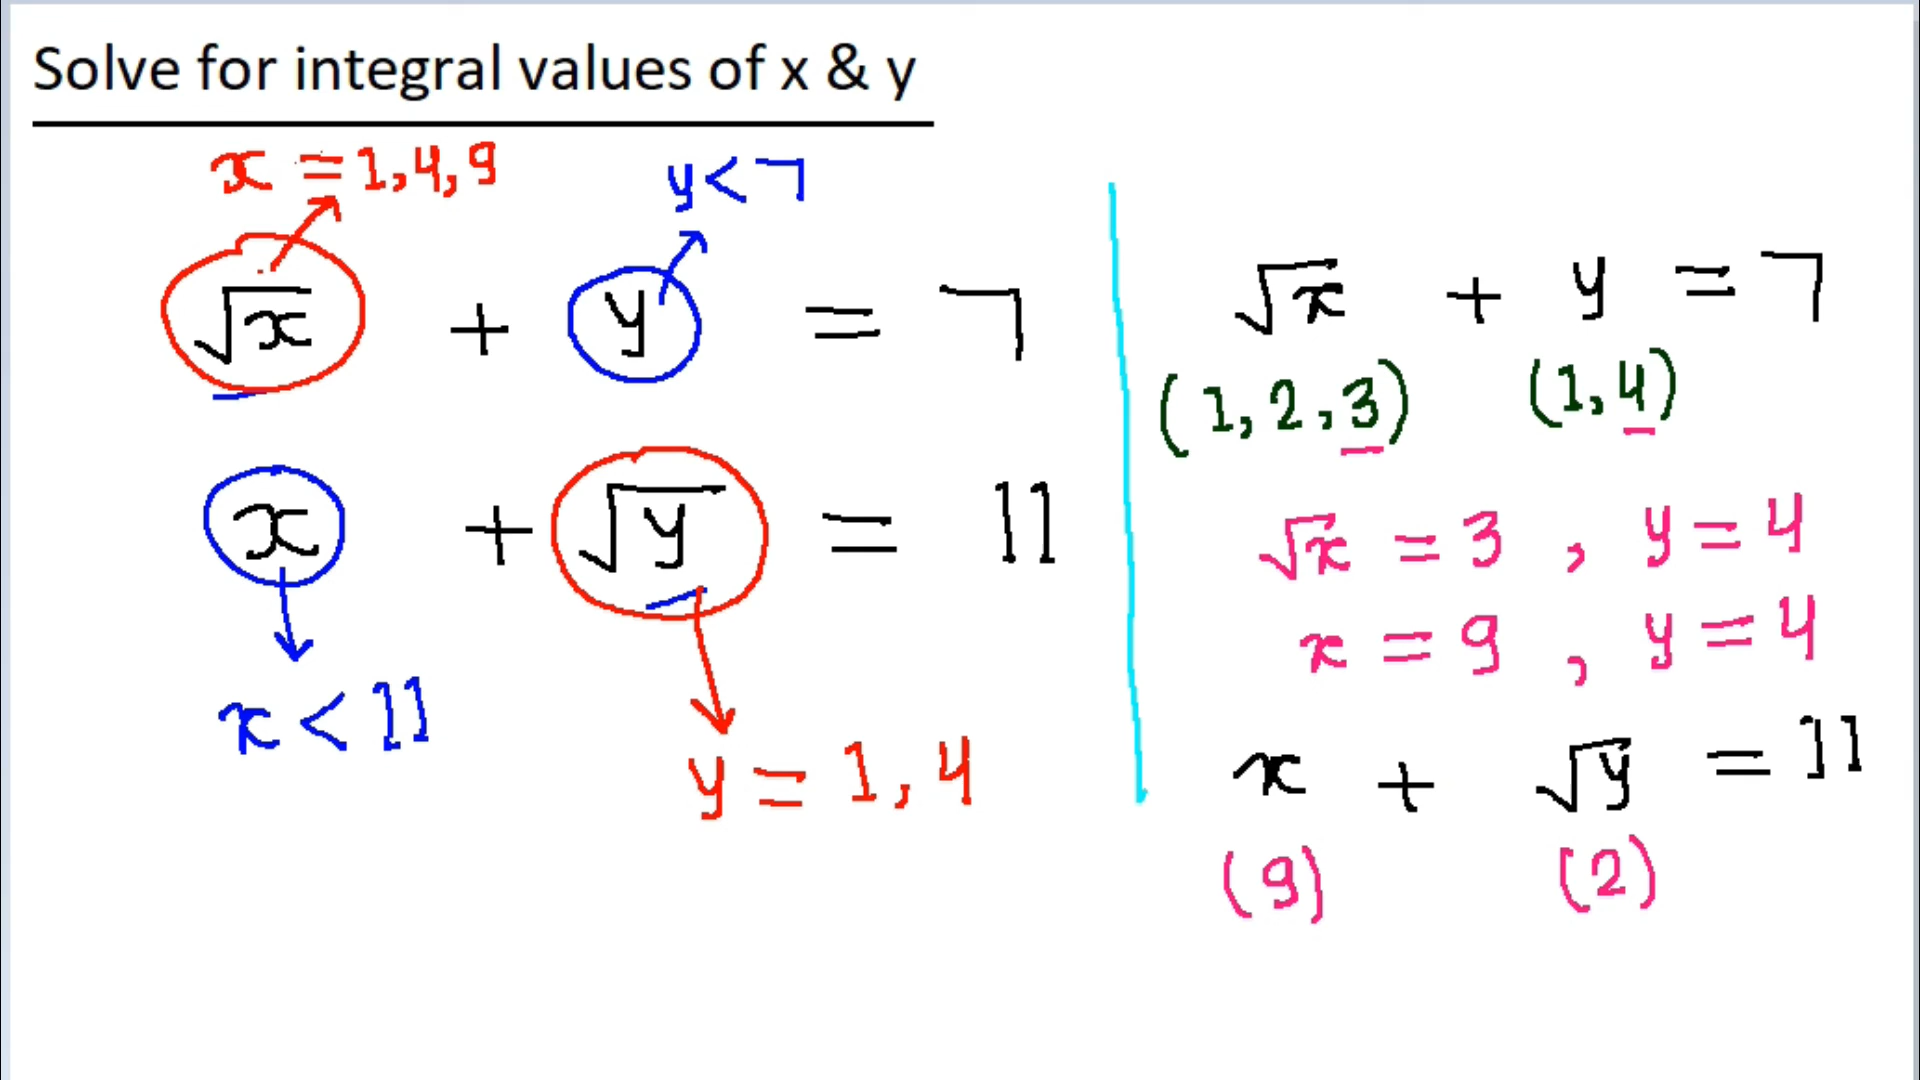 Solve for integral values of x & y
x = 1,4,9
y < 7
√x + y = 7
x + √y = 11
x < 11
y = 1, 4
√x + y = 7
(1, 2, 3) (1, 4)
√x = 3 , y = 4
x = 9 , y = 4
x + √y = 11
(9) (2)